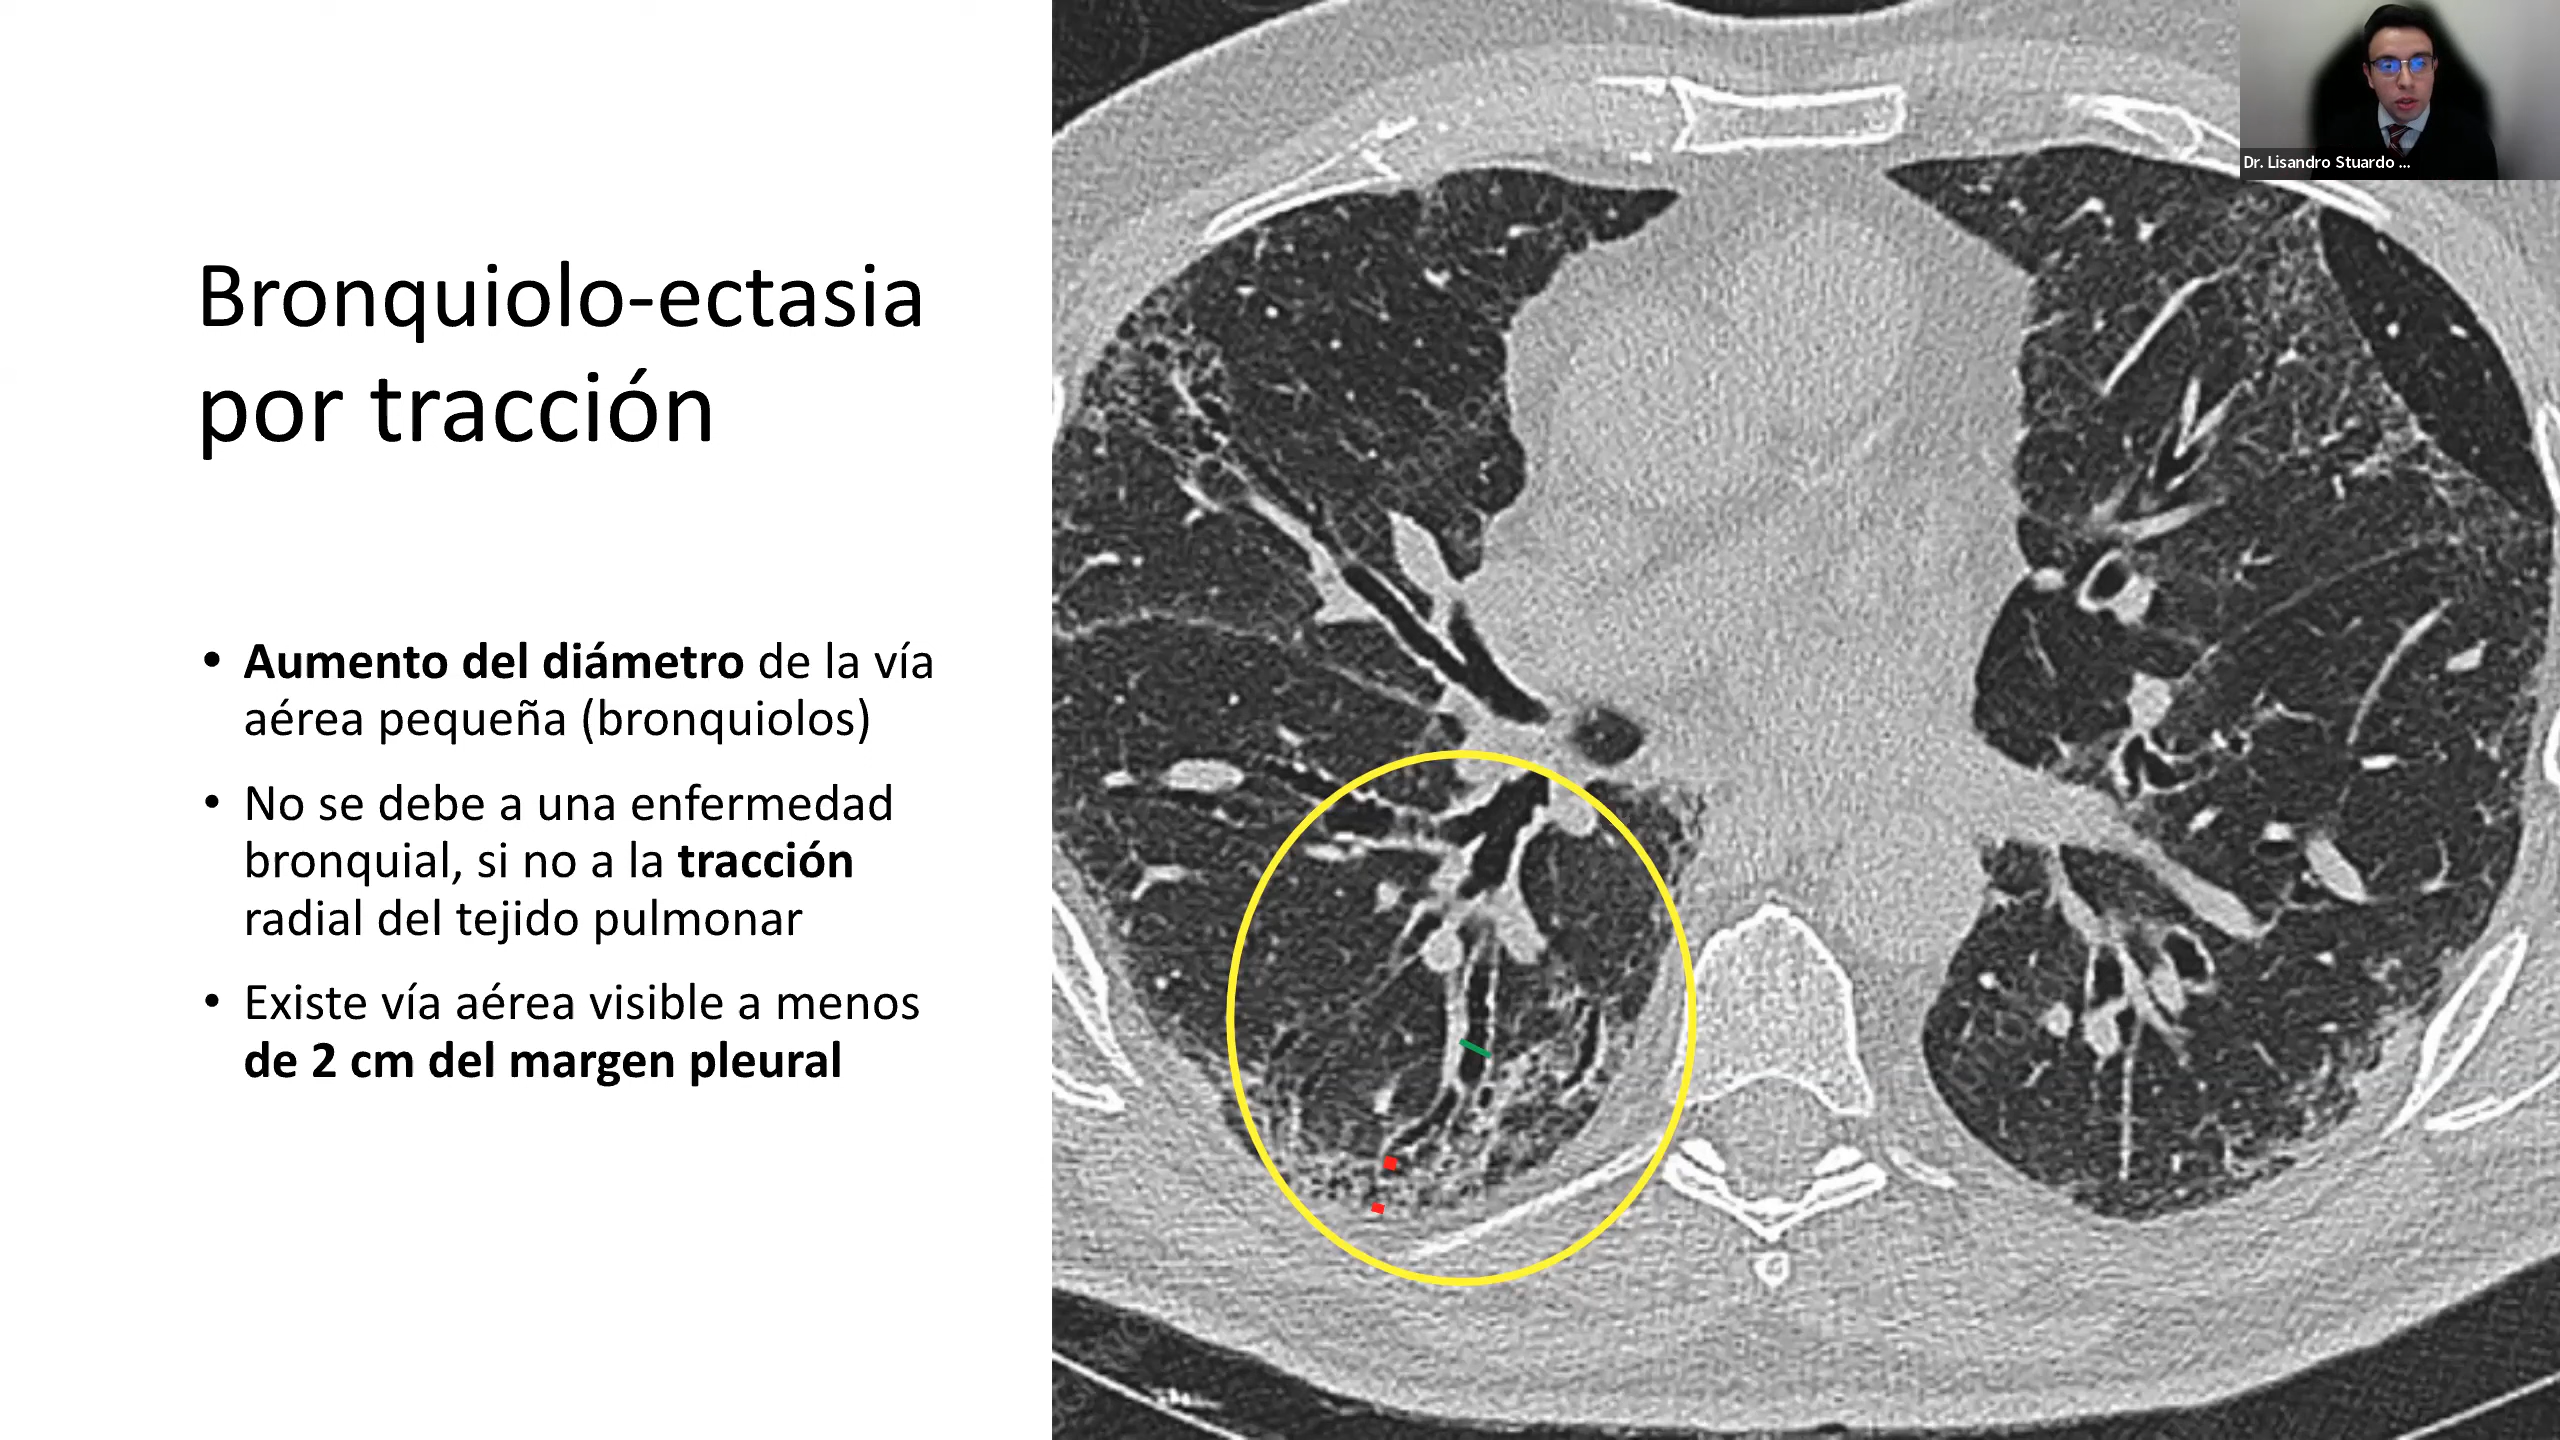 Bronquiolo-ectasia
por tracción
• Aumento del diámetro de la vía
aérea pequeña (bronquiolos)
• No se debe a una enfermedad
bronquial, si no a la tracción
radial del tejido pulmonar
• Existe vía aérea visible a menos
de 2 cm del margen pleural
Dr. Lisandro Stuardo ...